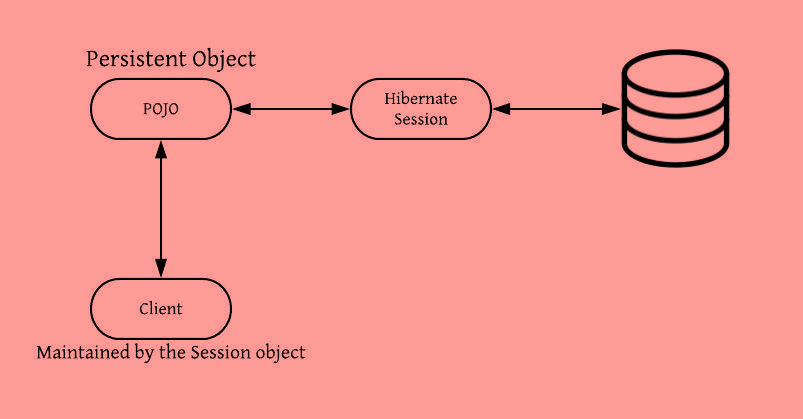 Persistent Object
POJO
Hibernate
Session
Client
Maintained by the Session object